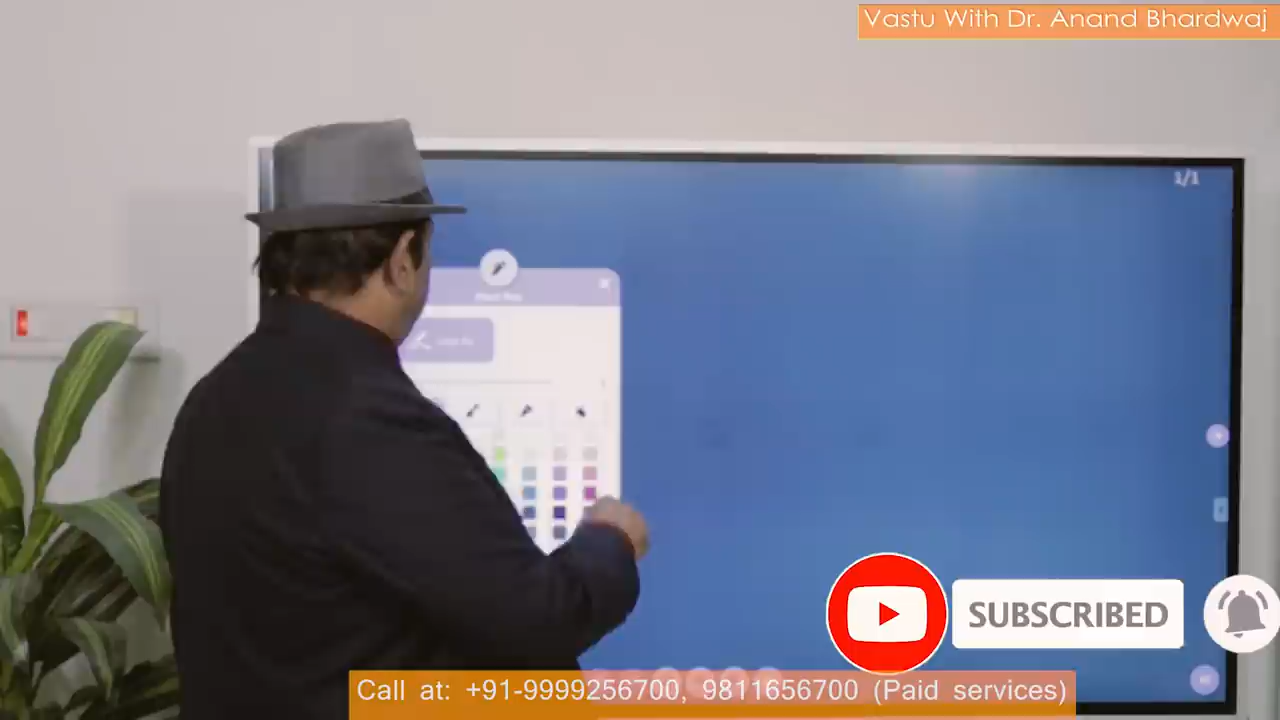 Vastu With Dr. Anand Bhardwaj
1/1
SUBSCRIBED
Call at: +91-9999256700, 9811656700 (Paid services)